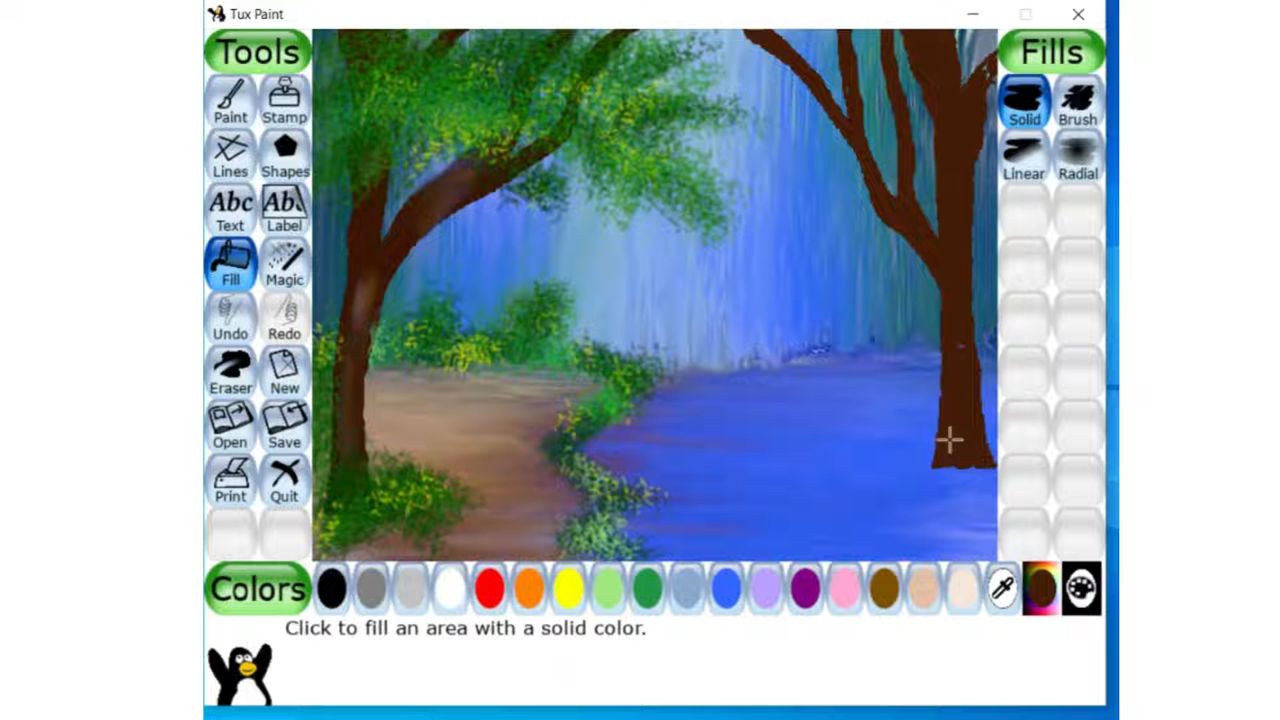 Tux Paint
Tools
Fills
Paint Stamp
Solid Brush
Lines Shapes
Linear Radial
Abc Abc
Text Label
Fill Magic
Undo Redo
Eraser New
Open Save
Print Quit
Colors
Click to fill an area with a solid color.